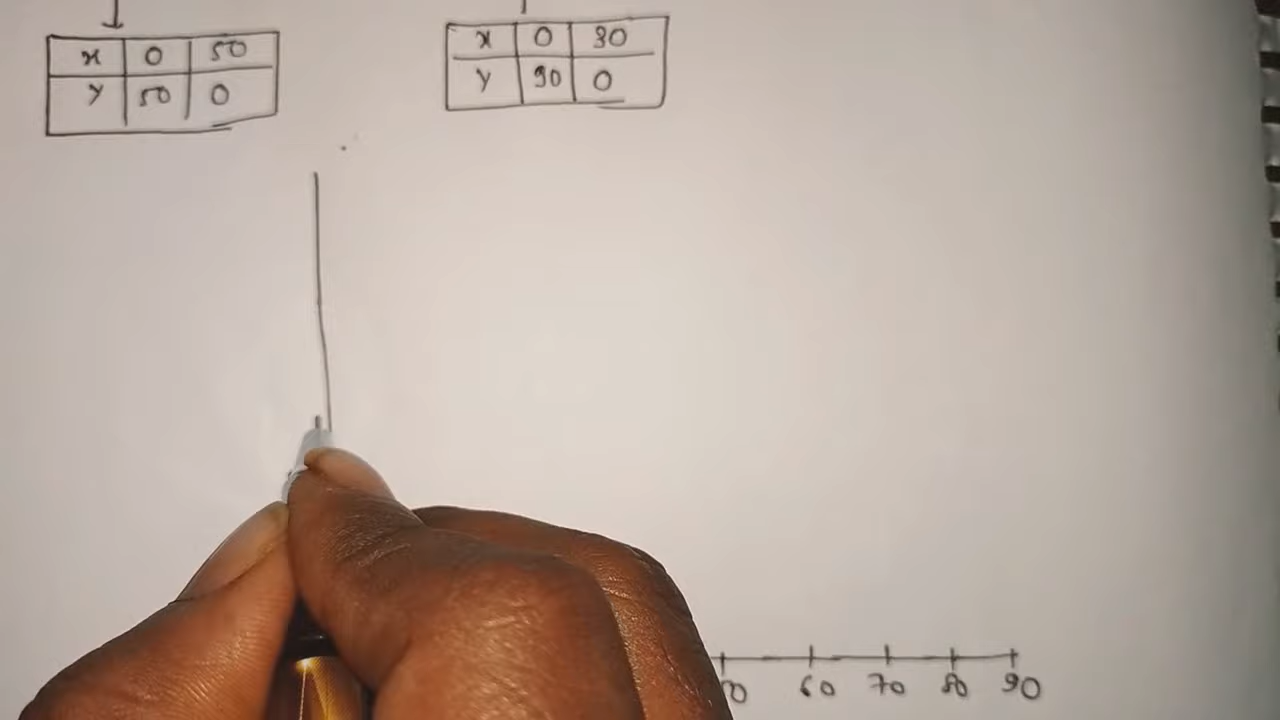 x 0 50
y 50 0
x 0 30
y 90 0
60 70 80 90